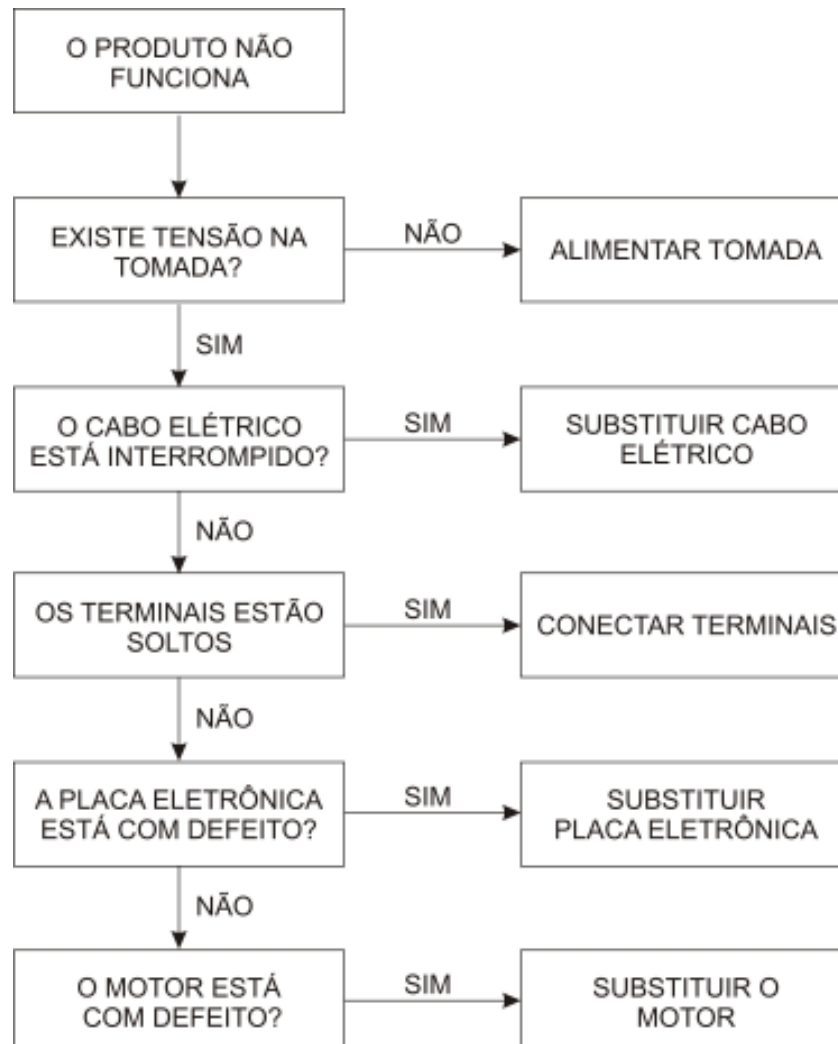 O PRODUTO NÃO
FUNCIONA
EXISTE TENSÃO NA
TOMADA?
NÃO
ALIMENTAR TOMADA
SIM
O CABO ELÉTRICO
ESTÁ INTERROMPIDO?
SIM
SUBSTITUIR CABO
ELÉTRICO
NÃO
OS TERMINAIS ESTÃO
SOLTOS
SIM
CONECTAR TERMINAIS
NÃO
A PLACA ELETRÔNICA
ESTÁ COM DEFEITO?
SIM
SUBSTITUIR
PLACA ELETRÔNICA
NÃO
O MOTOR ESTÁ
COM DEFEITO?
SIM
SUBSTITUIR O
MOTOR